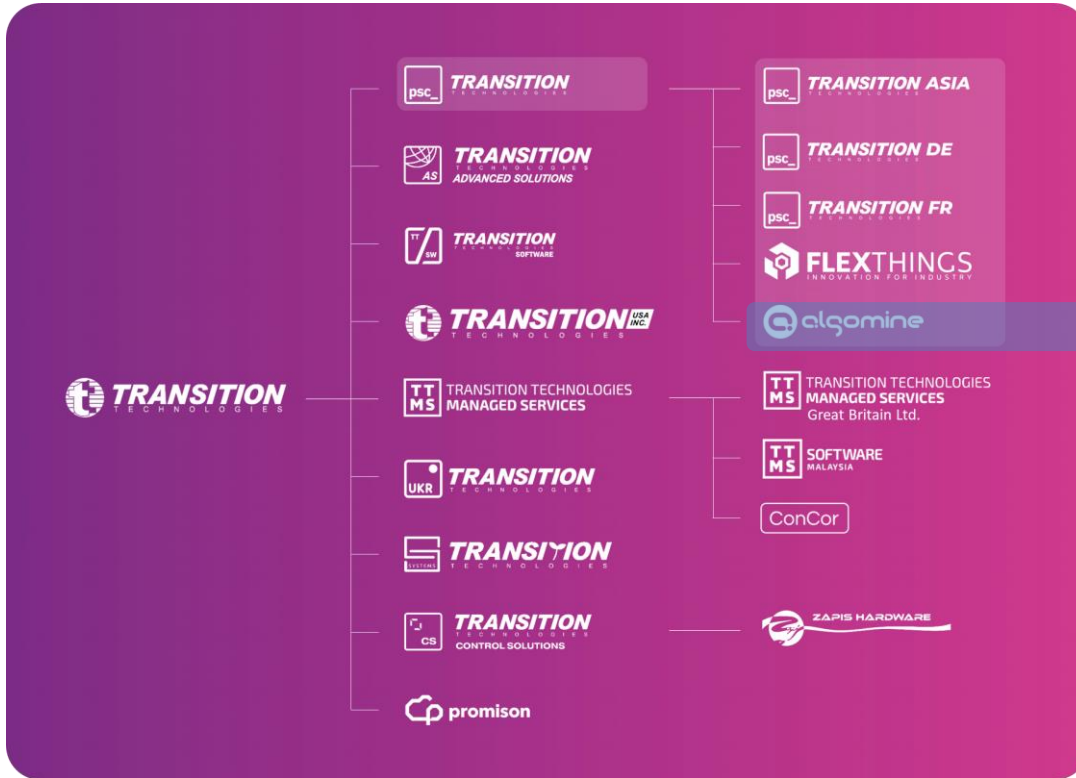 psc_ TRANSITION
TECHNOLOGIES
AS
TRANSITION
TECHNOLOGIES
ADVANCED SOLUTIONS
TT
SW
TRANSITION
TECHNOLOGIES
SOFTWARE
t TRANSITION USA INC.
TECHNOLOGIES
t TRANSITION
TECHNOLOGIES
TT
MS
TRANSITION TECHNOLOGIES
MANAGED SERVICES
UKR TRANSITION
TECHNOLOGIES
S
SYSTEMS
TRANSITION
TECHNOLOGIES
CS
TRANSITION
TECHNOLOGIES
CONTROL SOLUTIONS
cp promison
psc_ TRANSITION ASIA
TECHNOLOGIES
psc_ TRANSITION DE
TECHNOLOGIES
psc_ TRANSITION FR
TECHNOLOGIES
FLEXTHINGS
INNOVATION FOR INDUSTRY
algomine
TT
MS
TRANSITION TECHNOLOGIES
MANAGED SERVICES
Great Britain Ltd.
TT
MS
SOFTWARE
MALAYSIA
ConCor
ZAPIS HARDWARE